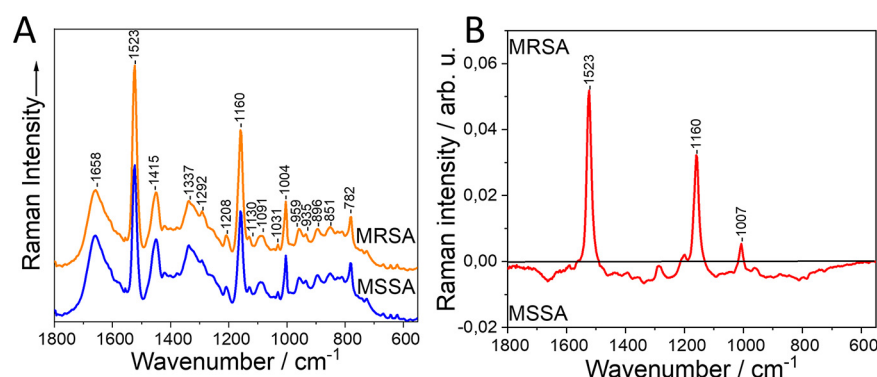 A
Raman Intensity
1658
1523
1415
1337
1292
1208
1160
1130
1091
1031
1004
959
935
896
851
782
MRSA
MSSA
1800 1600 1400 1200 1000 800
Wavenumber / cm-1
B
Raman intensity / arb. u.
0,06
0,04
0,02
0,00
-0,02
MRSA
1523
1160
1007
MSSA
1800 1600 1400 1200 1000 800 600
Wavenumber / cm-1